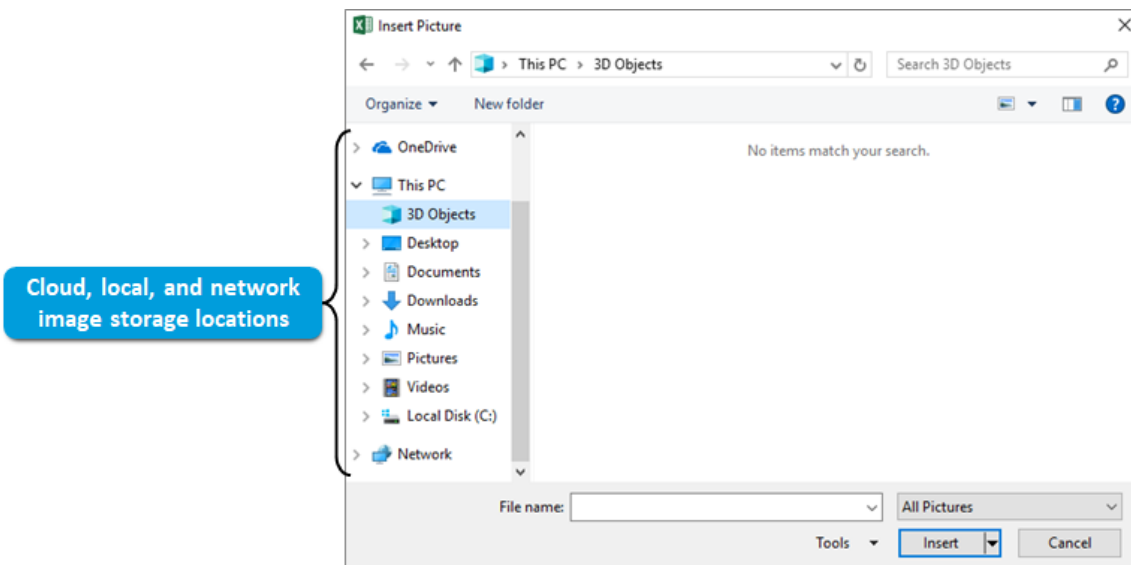 Insert Picture
This PC > 3D Objects
Search 3D Objects
Organize
New folder
OneDrive
No items match your search.
This PC
3D Objects
Desktop
Documents
Cloud, local, and network
image storage locations
Downloads
Music
Pictures
Videos
Local Disk (C:)
Network
File name:
All Pictures
Tools
Insert
Cancel